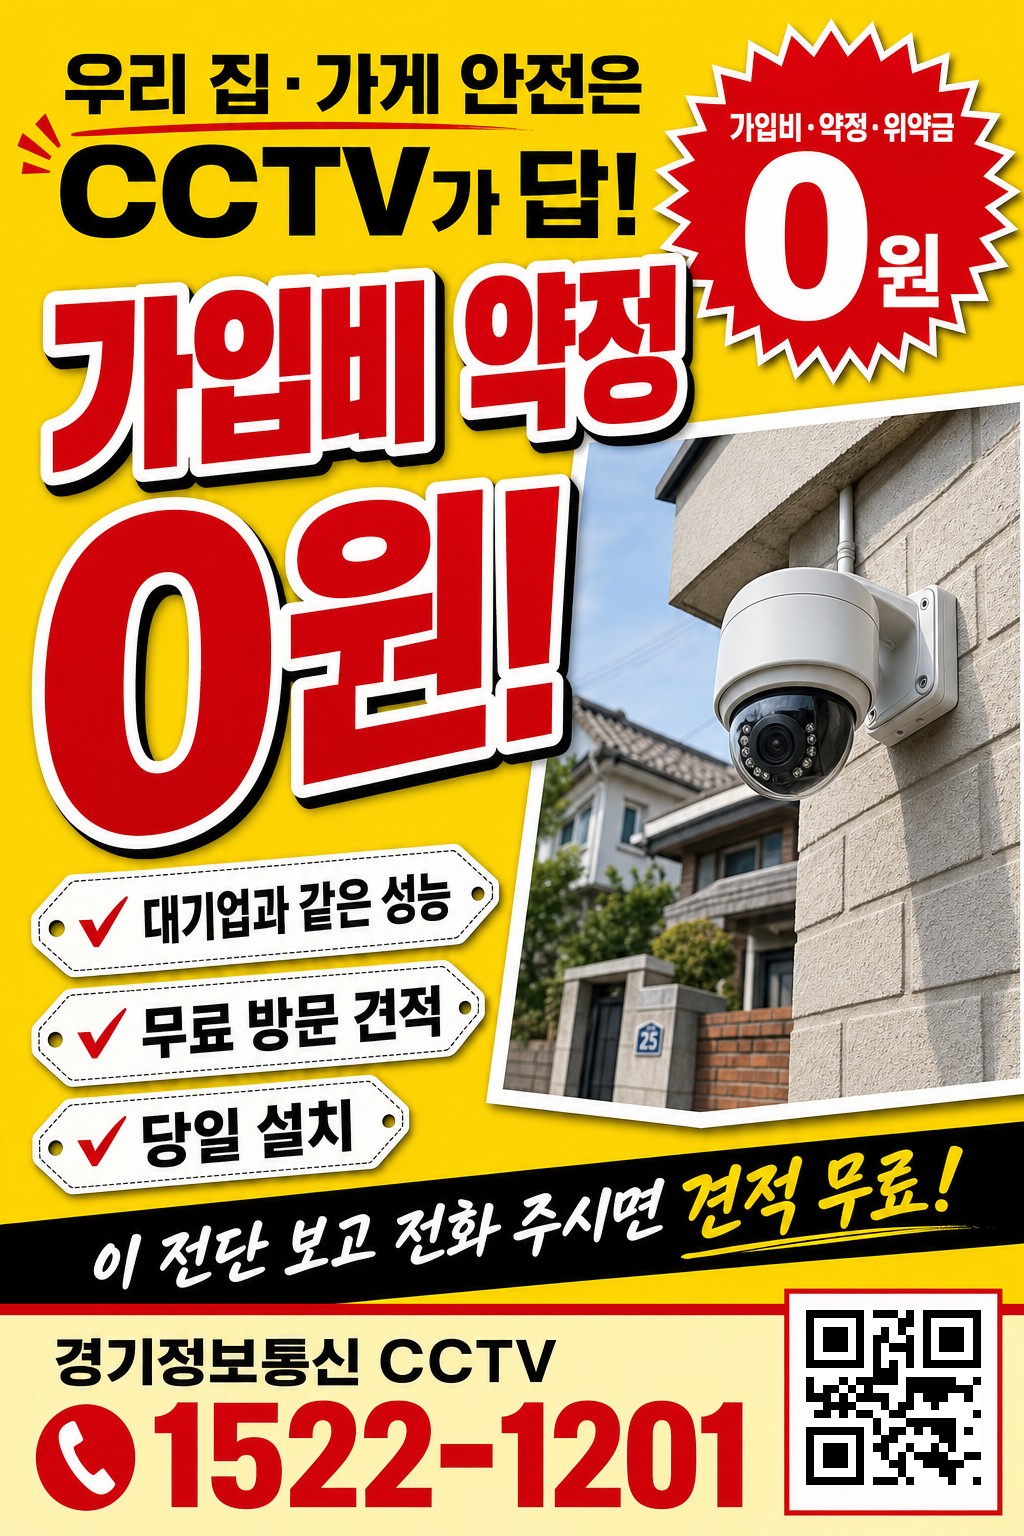 우리 집·가게 안전은
CCTV가 답!
가입비·약정·위약금
0원
가입비 약정
0원!
대기업과 같은 성능
무료 방문 견적
당일 설치
25
이 전단 보고 전화 주시면 견적 무료!
경기정보통신 CCTV
1522-1201